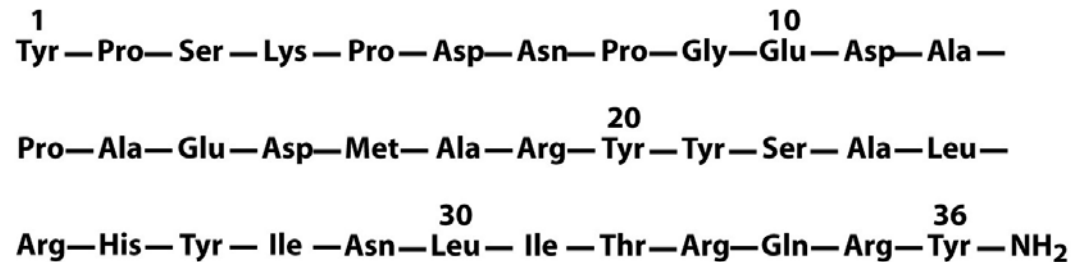 1 10
Tyr — Pro — Ser — Lys — Pro — Asp — Asn — Pro — Gly — Glu — Asp — Ala —
20
Pro — Ala — Glu — Asp — Met — Ala — Arg — Tyr — Tyr — Ser — Ala — Leu —
30 36
Arg — His — Tyr — Ile — Asn — Leu — Ile — Thr — Arg — Gln — Arg — Tyr — NH₂